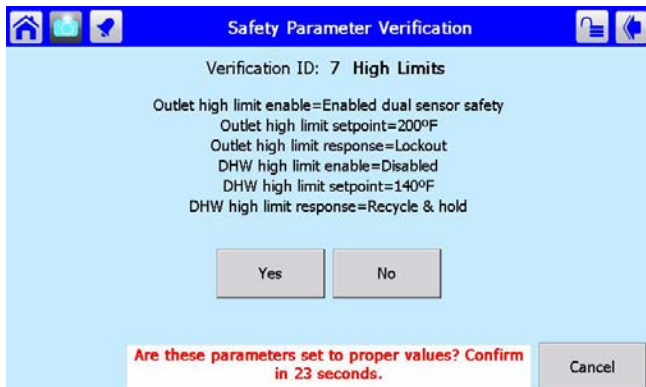 Safety Parameter Verification
Verification ID: 7 High Limits
Outlet high limit enable=Enabled dual sensor safety
Outlet high limit setpoint=200ºF
Outlet high limit response=Lockout
DHW high limit enable=Disabled
DHW high limit setpoint=140ºF
DHW high limit response=Recycle & hold
Yes No
Are these parameters set to proper values? Confirm
in 23 seconds.
Cancel